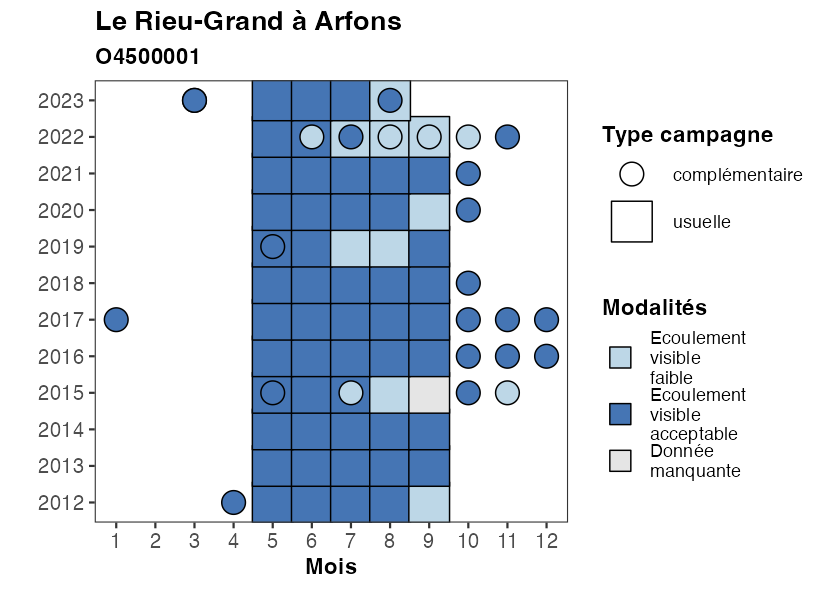 Le Rieu-Grand à Arfons
O4500001
2023
2022
2021
2020
2019
2018
2017
2016
2015
2014
2013
2012
1 2 3 4 5 6 7 8 9 10 11 12
Mois
Type campagne
complémentaire
usuelle
Modalités
Ecoulement
visible
faible
Ecoulement
visible
acceptable
Donnée
manquante